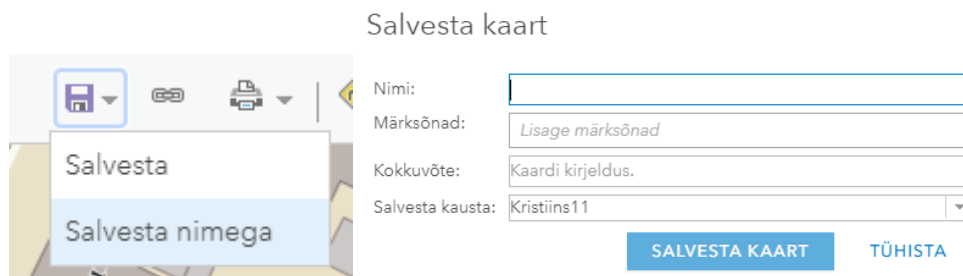 Salvesta
Salvesta nimega
Salvesta kaart
Nimi:
Märksõnad: Lisage märksõnad
Kokkuvõte: Kaardi kirjeldus.
Salvesta kausta: Kristiins11
SALVESTA KAART TÜHISTA